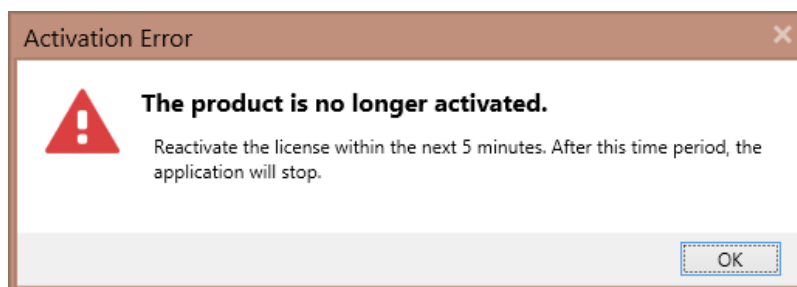 Activation Error
The product is no longer activated.
Reactivate the license within the next 5 minutes. After this time period, the
application will stop.
OK